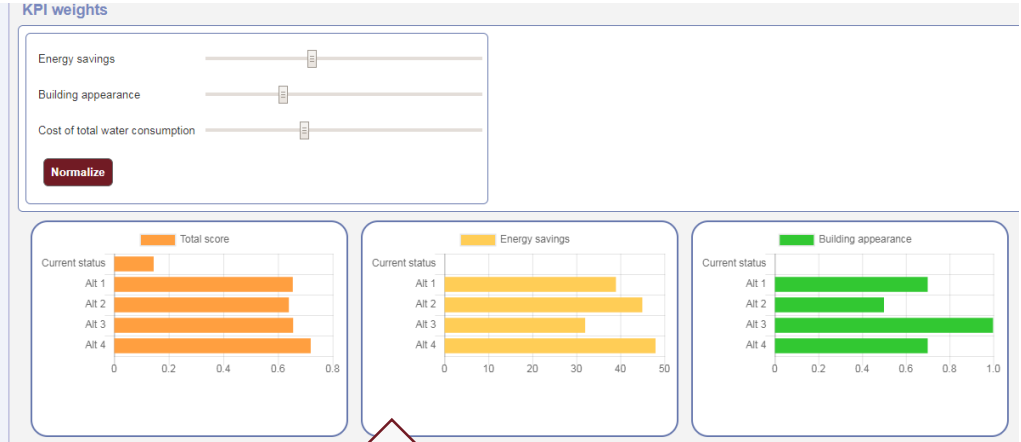 KPI weights
Energy savings
Building appearance
Cost of total water consumption
Normalize
Total score
Current status
Alt 1
Alt 2
Alt 3
Alt 4
0 0.2 0.4 0.6 0.8
Energy savings
Current status
Alt 1
Alt 2
Alt 3
Alt 4
0 10 20 30 40 50
Building appearance
Current status
Alt 1
Alt 2
Alt 3
Alt 4
0 0.2 0.4 0.6 0.8 1.0